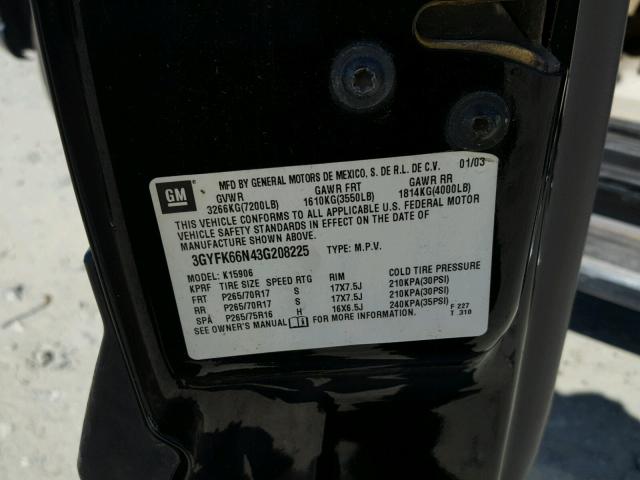 GM
MFD BY GENERAL MOTORS DE MEXICO, S. DE R.L. DE C.V. 01/03
GVWR GAWR FRT GAWR RR
3266KG(7200LB) 1610KG(3550LB) 1814KG(4000LB)
THIS VEHICLE CONFORMS TO ALL APPLICABLE U.S. FEDERAL MOTOR
VEHICLE SAFETY STANDARDS IN EFFECT ON THE DATE OF
MANUFACTURE SHOWN ABOVE.
3GYFK66N43G208225 TYPE: M.P.V.
MODEL: K15906
KPRF TIRE SIZE SPEED RTG RIM COLD TIRE PRESSURE
FRT P265/70R17 S 17X7.5J 210KPA(30PSI)
RR P265/70R17 S 17X7.5J 210KPA(30PSI)
SPA P265/75R16 H 16X6.5J 240KPA(35PSI)
SEE OWNER'S MANUAL FOR MORE INFORMATION.
F 227
T 310